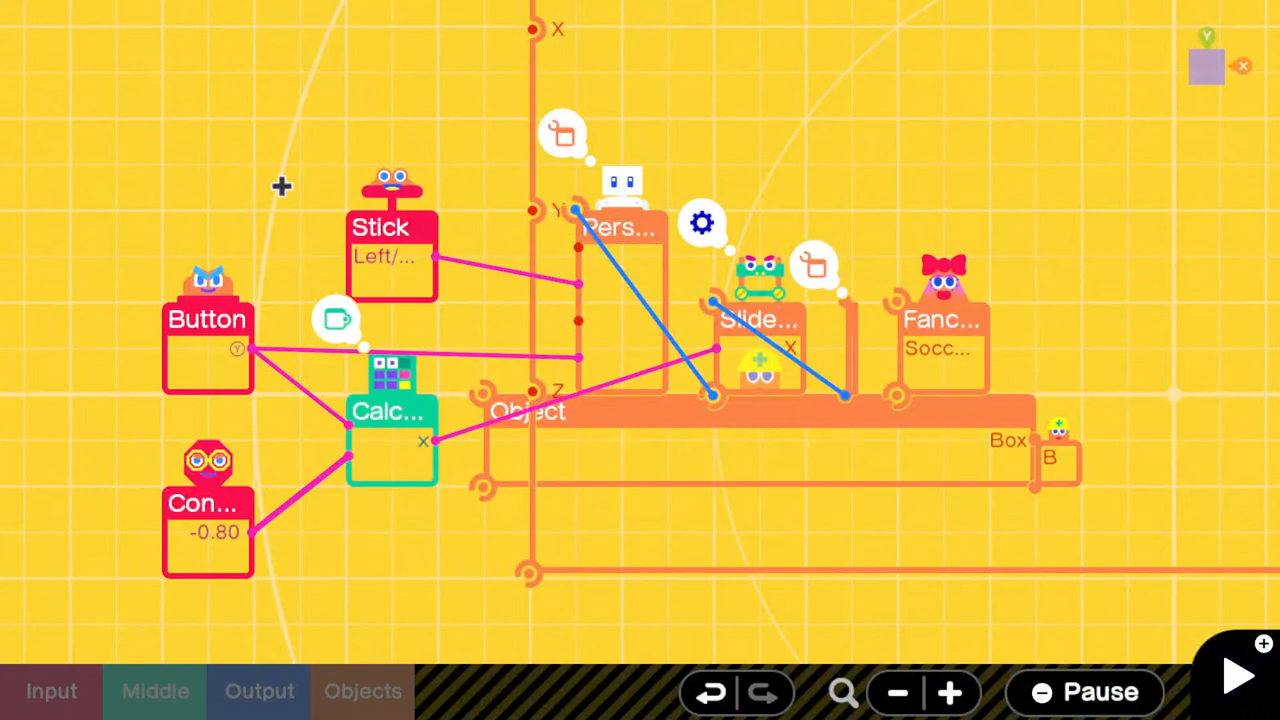 Y
X
X
Y
Pers...
Stick
Left/...
Button
Y
Slide...
X
Fanc...
Socc...
Z
Calc...
×
Object
Box
B
Con...
-0.80
Input
Middle
Output
Objects
Pause